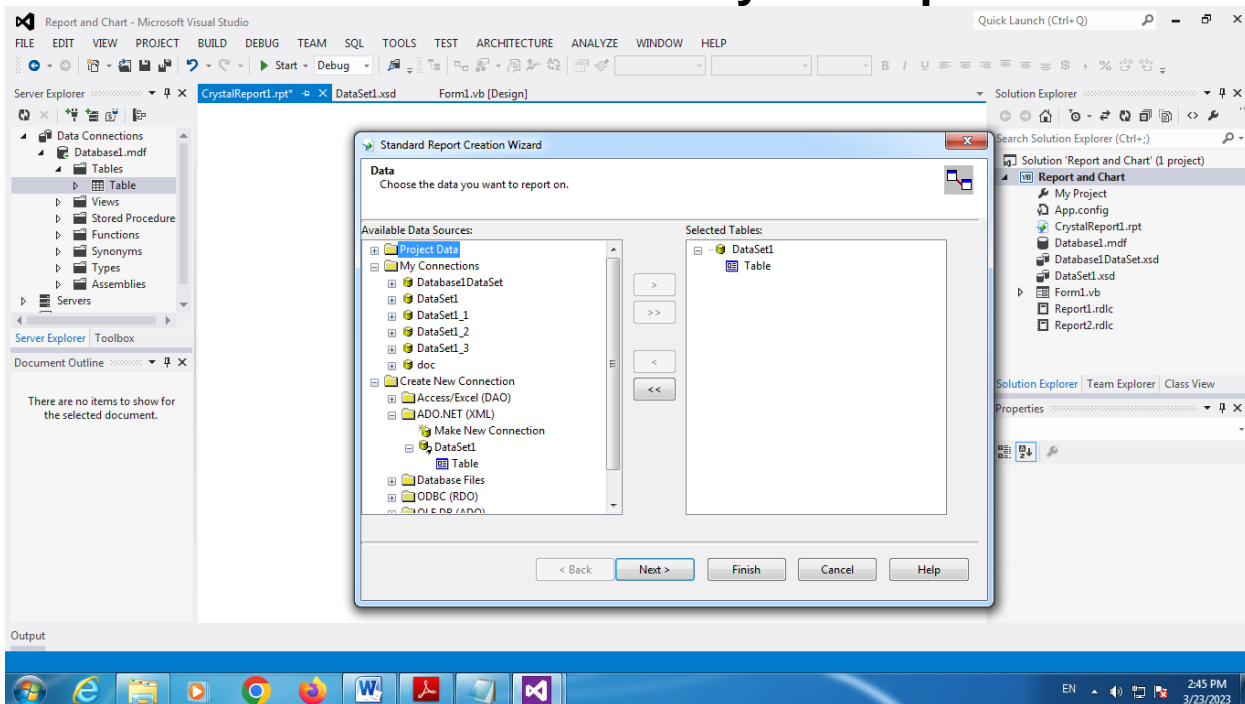 Report and Chart - Microsoft Visual Studio
Quick Launch (Ctrl+Q)
FILE EDIT VIEW PROJECT BUILD DEBUG TEAM SQL TOOLS TEST ARCHITECTURE ANALYZE WINDOW HELP
Start - Debug
B I U
Server Explorer
CrystalReport1.rpt*
DataSet1.xsd
Form1.vb [Design]
Data Connections
Database1.mdf
Tables
Table
Views
Stored Procedure
Functions
Synonyms
Types
Assemblies
Servers
Server Explorer Toolbox
Document Outline
There are no items to show for
the selected document.
Standard Report Creation Wizard
Data
Choose the data you want to report on.
Available Data Sources:
Project Data
My Connections
Database1DataSet
DataSet1
DataSet1_1
DataSet1_2
DataSet1_3
doc
Create New Connection
Access/Excel (DAO)
ADO.NET (XML)
Make New Connection
DataSet1
Table
Database Files
ODBC (RDO)
OLE DB (ADO)
>
>>
<
<<
Selected Tables:
DataSet1
Table
< Back Next > Finish Cancel Help
Solution Explorer
Search Solution Explorer (Ctrl+;)
Solution 'Report and Chart' (1 project)
VB Report and Chart
My Project
App.config
CrystalReport1.rpt
Database1.mdf
Database1DataSet.xsd
DataSet1.xsd
Form1.vb
Report1.rdlc
Report2.rdlc
Solution Explorer Team Explorer Class View
Properties
Output
EN
2:45 PM
3/23/2023